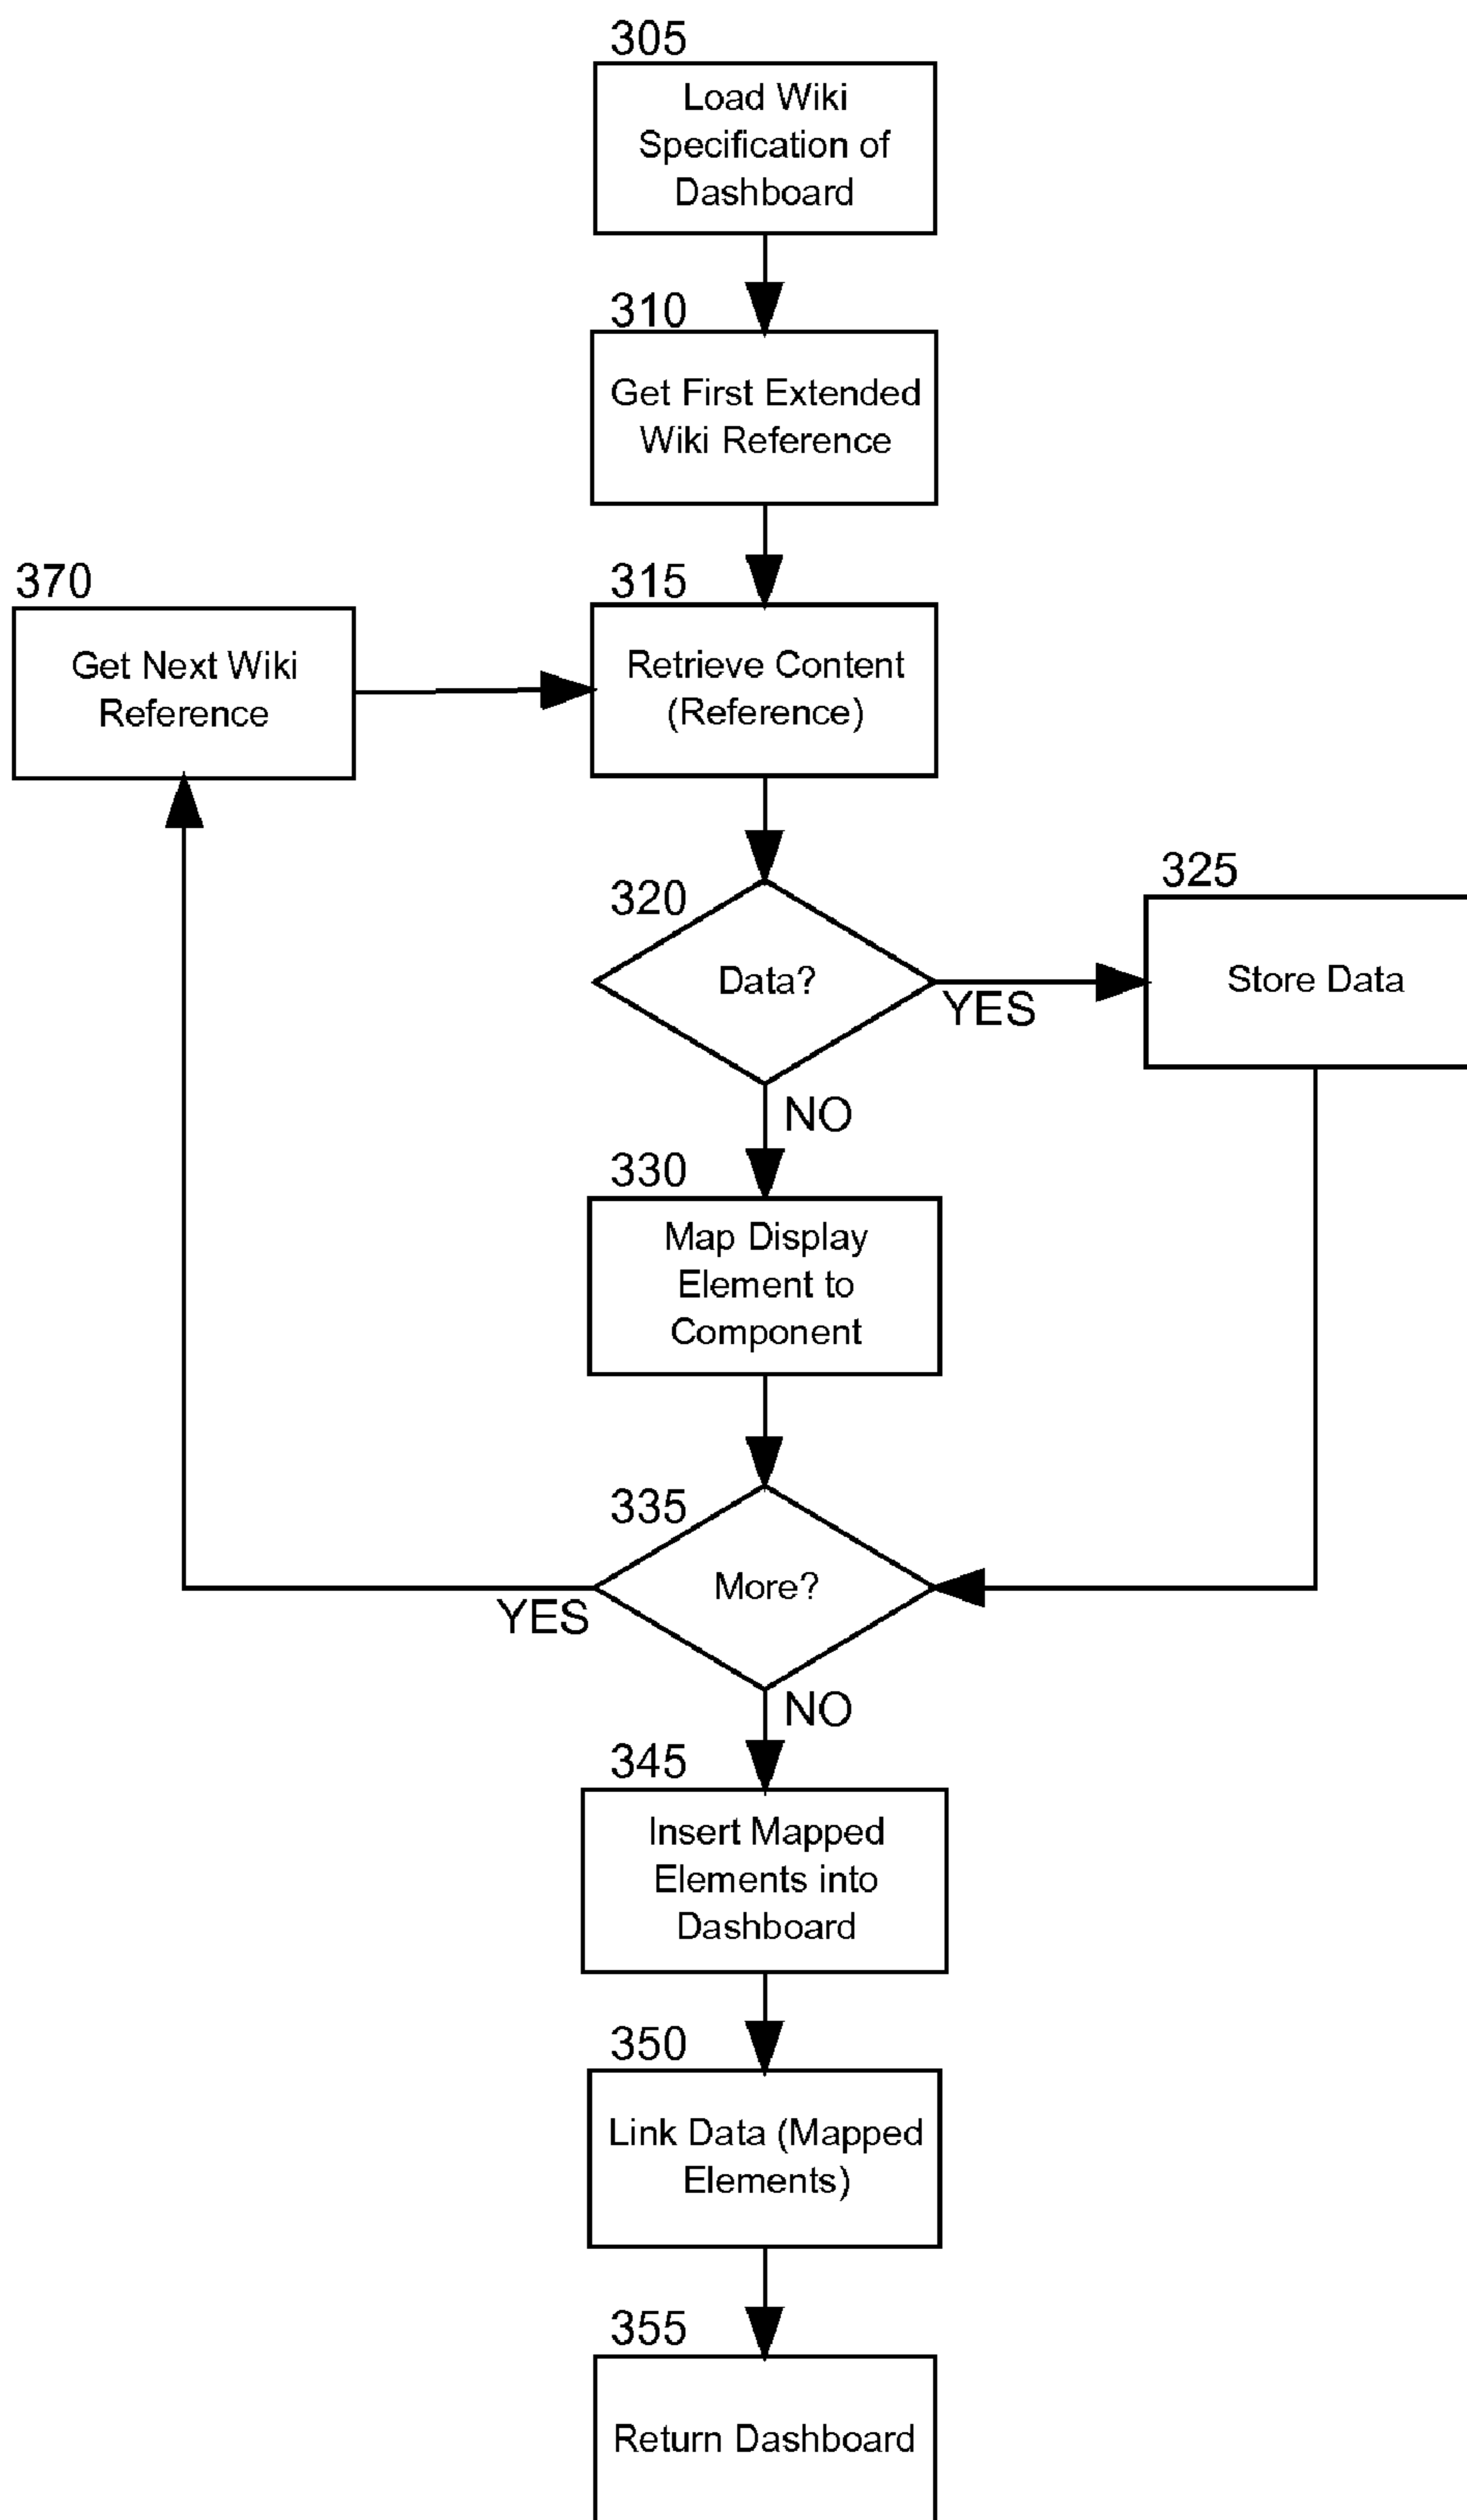 305
Load Wiki
Specification of
Dashboard
310
Get First Extended
Wiki Reference
370
Get Next Wiki
Reference
315
Retrieve Content
(Reference)
320
Data?
YES
NO
325
Store Data
330
Map Display
Element to
Component
335
More?
YES
NO
345
Insert Mapped
Elements into
Dashboard
350
Link Data (Mapped
Elements)
355
Return Dashboard